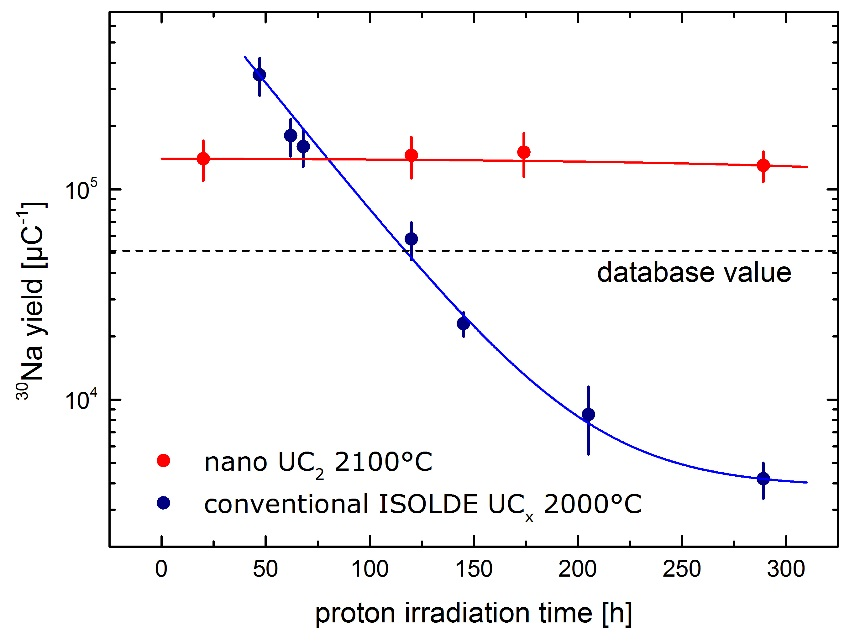 ³⁰Na yield [µC⁻¹]
10⁵
10⁴
database value
nano UC₂ 2100°C
conventional ISOLDE UCₓ 2000°C
0 50 100 150 200 250 300
proton irradiation time [h]